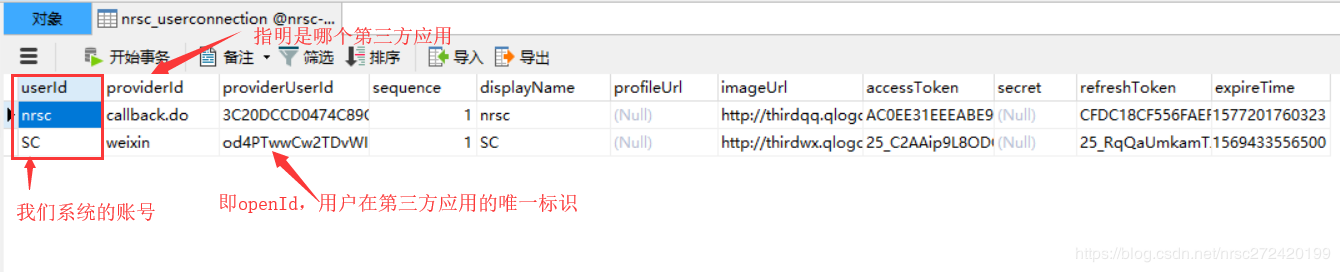 对象
nrsc_userconnection @nrsc-...
指明是哪个第三方应用
开始事务 备注 筛选 排序 导入 导出
userId providerId providerUserId sequence displayName profileUrl imageUrl accessToken secret refreshToken expireTime
nrsc callback.do 3C20DCCD0474C89 1 nrsc (Null) http://thirdqq.qlogc AC0EE31EEEABE9 (Null) CFDC18CF556FAEF 1577201760323
SC weixin od4PTwwCw2TDvWI 1 SC (Null) http://thirdwx.qlogc 25_C2AAip9L8OD (Null) 25_RqQaUmkamT. 1569433556500
我们系统的账号
即openId，用户在第三方应用的唯一标识
https://blog.csdn.net/nrsc272420199